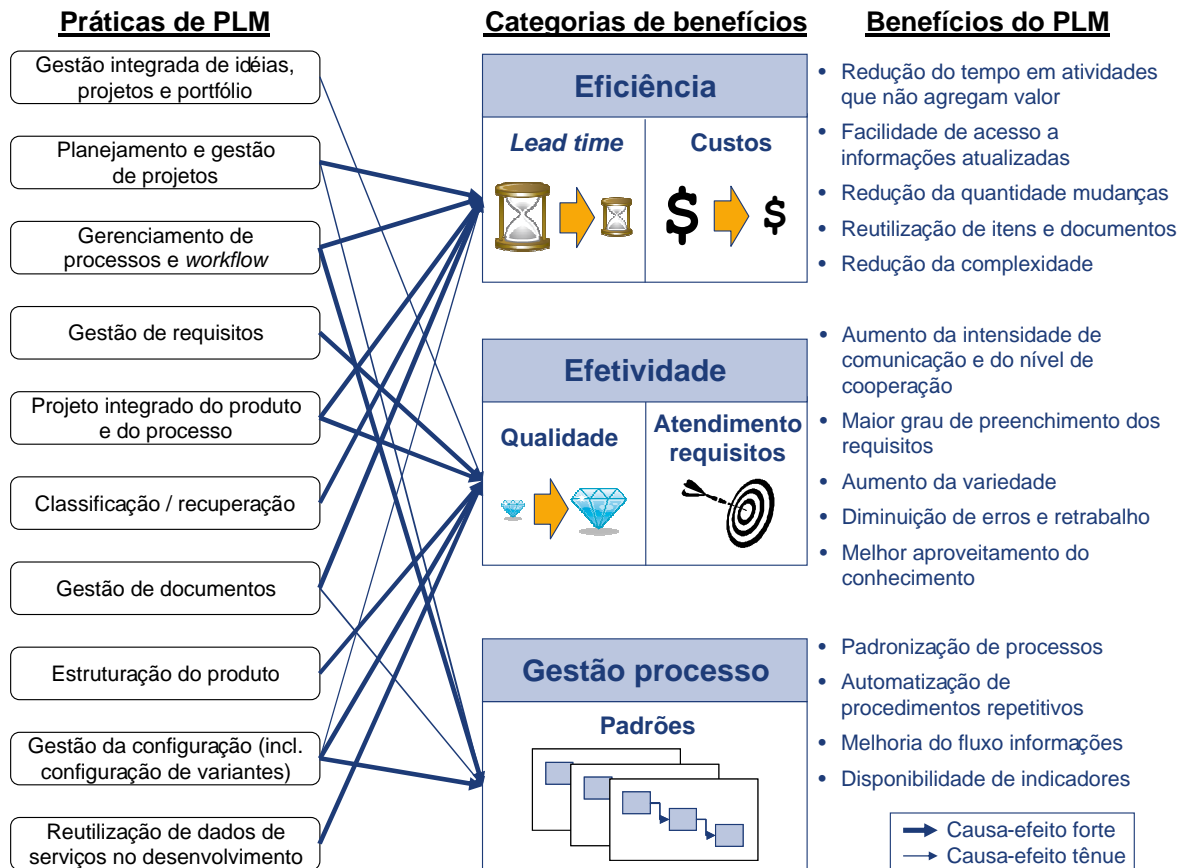 Práticas de PLM
Gestão integrada de idéias,
projetos e portfólio
Planejamento e gestão
de projetos
Gerenciamento de
processos e workflow
Gestão de requisitos
Projeto integrado do produto
e do processo
Classificação / recuperação
Gestão de documentos
Estruturação do produto
Gestão da configuração (incl.
configuração de variantes)
Reutilização de dados de
serviços no desenvolvimento
Categorias de benefícios
Eficiência
Lead time
Custos
$ $
Efetividade
Qualidade
Atendimento
requisitos
Gestão processo
Padrões
Benefícios do PLM
• Redução do tempo em atividades
que não agregam valor
• Facilidade de acesso a
informações atualizadas
• Redução da quantidade mudanças
• Reutilização de itens e documentos
• Redução da complexidade
• Aumento da intensidade de
comunicação e do nível de
cooperação
• Maior grau de preenchimento dos
requisitos
• Aumento da variedade
• Diminuição de erros e retrabalho
• Melhor aproveitamento do
conhecimento
• Padronização de processos
• Automatização de
procedimentos repetitivos
• Melhoria do fluxo informações
• Disponibilidade de indicadores
Causa-efeito forte
Causa-efeito tênue